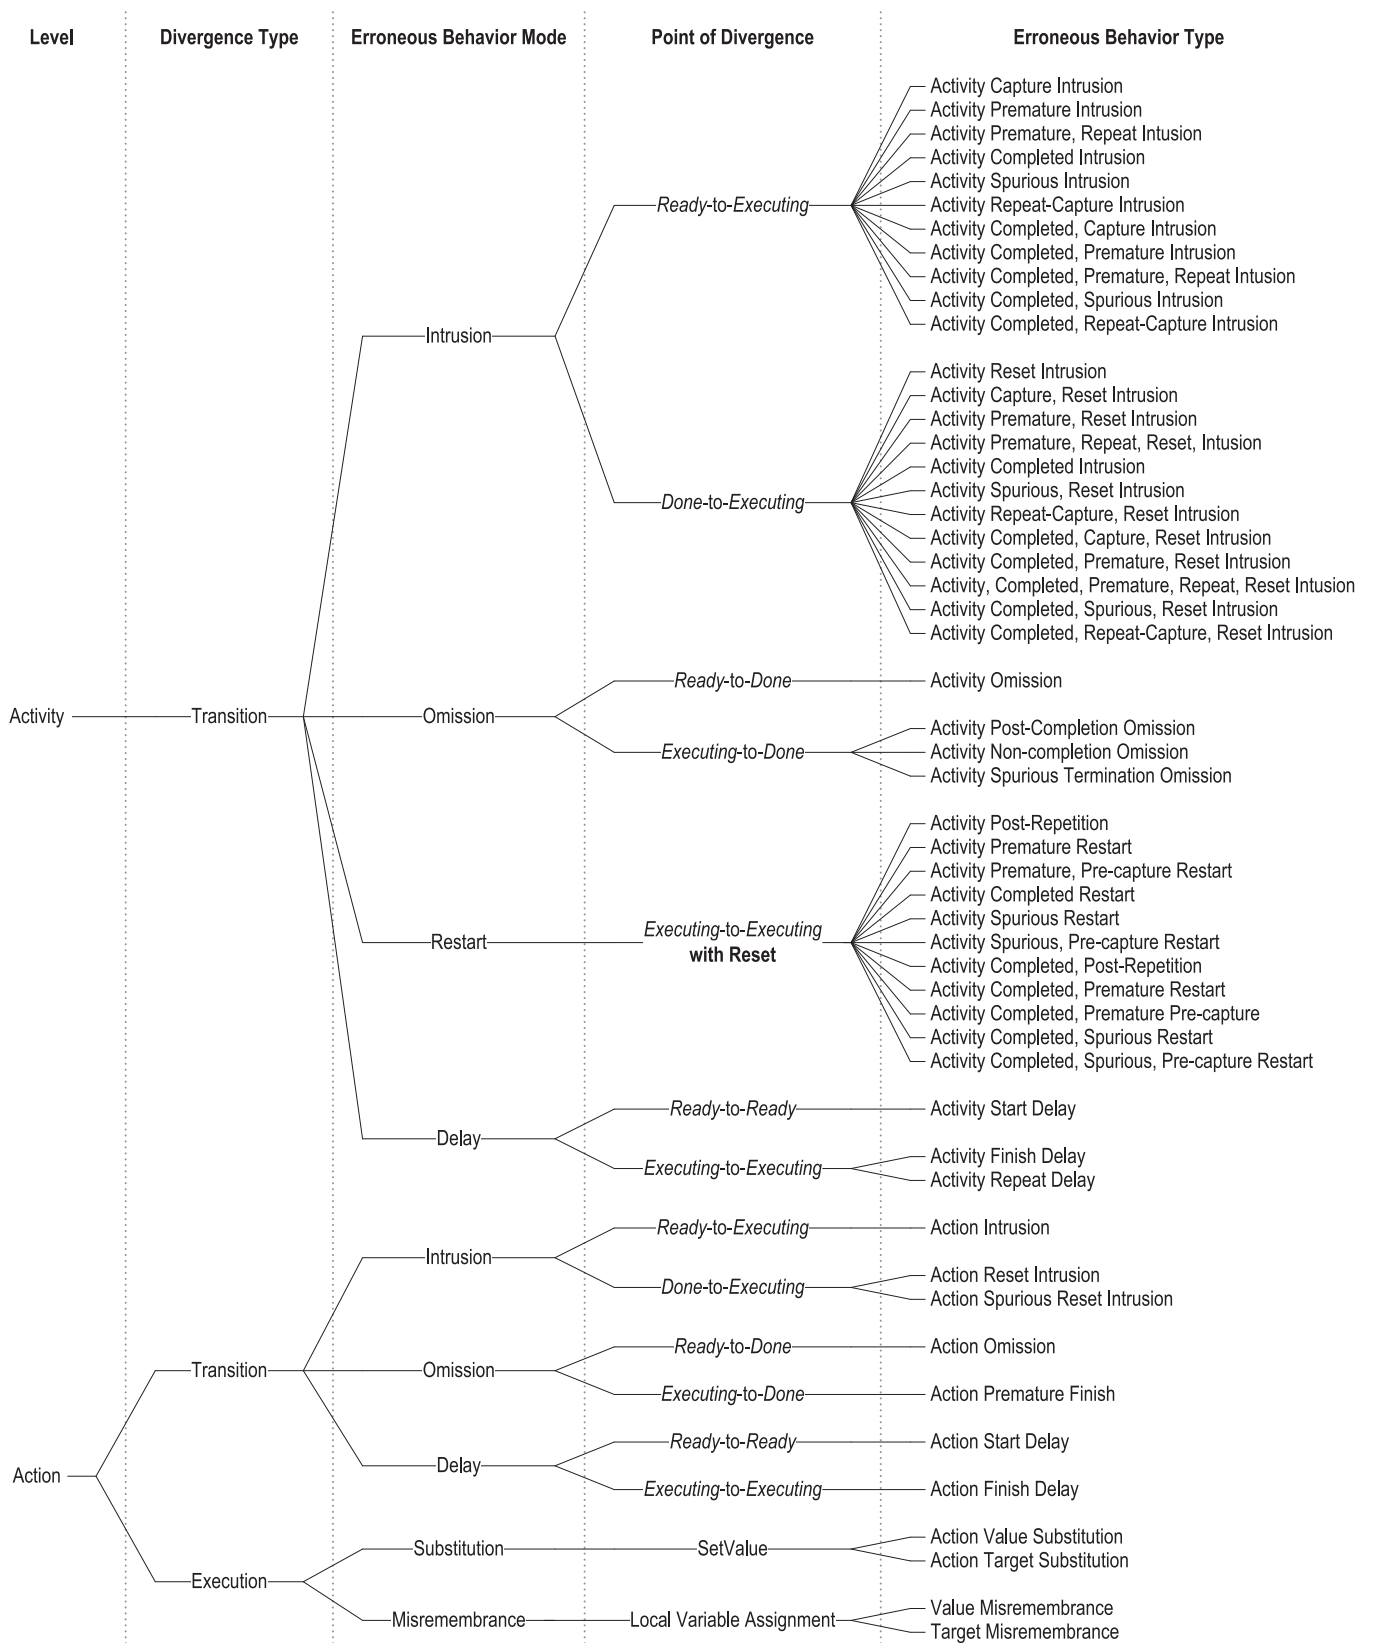 Level
Divergence Type
Erroneous Behavior Mode
Point of Divergence
Erroneous Behavior Type
Activity
Transition
Intrusion
Ready-to-Executing
Activity Capture Intrusion
Activity Premature Intrusion
Activity Premature, Repeat Intusion
Activity Completed Intrusion
Activity Spurious Intrusion
Activity Repeat-Capture Intrusion
Activity Completed, Capture Intrusion
Activity Completed, Premature Intrusion
Activity Completed, Premature, Repeat Intusion
Activity Completed, Spurious Intrusion
Activity Completed, Repeat-Capture Intrusion
Done-to-Executing
Activity Reset Intrusion
Activity Capture, Reset Intrusion
Activity Premature, Reset Intrusion
Activity Premature, Repeat, Reset, Intusion
Activity Completed Intrusion
Activity Spurious, Reset Intrusion
Activity Repeat-Capture, Reset Intrusion
Activity Completed, Capture, Reset Intrusion
Activity Completed, Premature, Reset Intrusion
Activity, Completed, Premature, Repeat, Reset Intusion
Activity Completed, Spurious, Reset Intrusion
Activity Completed, Repeat-Capture, Reset Intrusion
Omission
Ready-to-Done
Activity Omission
Executing-to-Done
Activity Post-Completion Omission
Activity Non-completion Omission
Activity Spurious Termination Omission
Restart
Executing-to-Executing
with Reset
Activity Post-Repetition
Activity Premature Restart
Activity Premature, Pre-capture Restart
Activity Completed Restart
Activity Spurious Restart
Activity Spurious, Pre-capture Restart
Activity Completed, Post-Repetition
Activity Completed, Premature Restart
Activity Completed, Premature Pre-capture
Activity Completed, Spurious Restart
Activity Completed, Spurious, Pre-capture Restart
Delay
Ready-to-Ready
Activity Start Delay
Executing-to-Executing
Activity Finish Delay
Activity Repeat Delay
Action
Transition
Intrusion
Ready-to-Executing
Action Intrusion
Done-to-Executing
Action Reset Intrusion
Action Spurious Reset Intrusion
Omission
Ready-to-Done
Action Omission
Executing-to-Done
Action Premature Finish
Delay
Ready-to-Ready
Action Start Delay
Executing-to-Executing
Action Finish Delay
Execution
Substitution
SetValue
Action Value Substitution
Action Target Substitution
Misremembrance
Local Variable Assignment
Value Misremembrance
Target Misremembrance